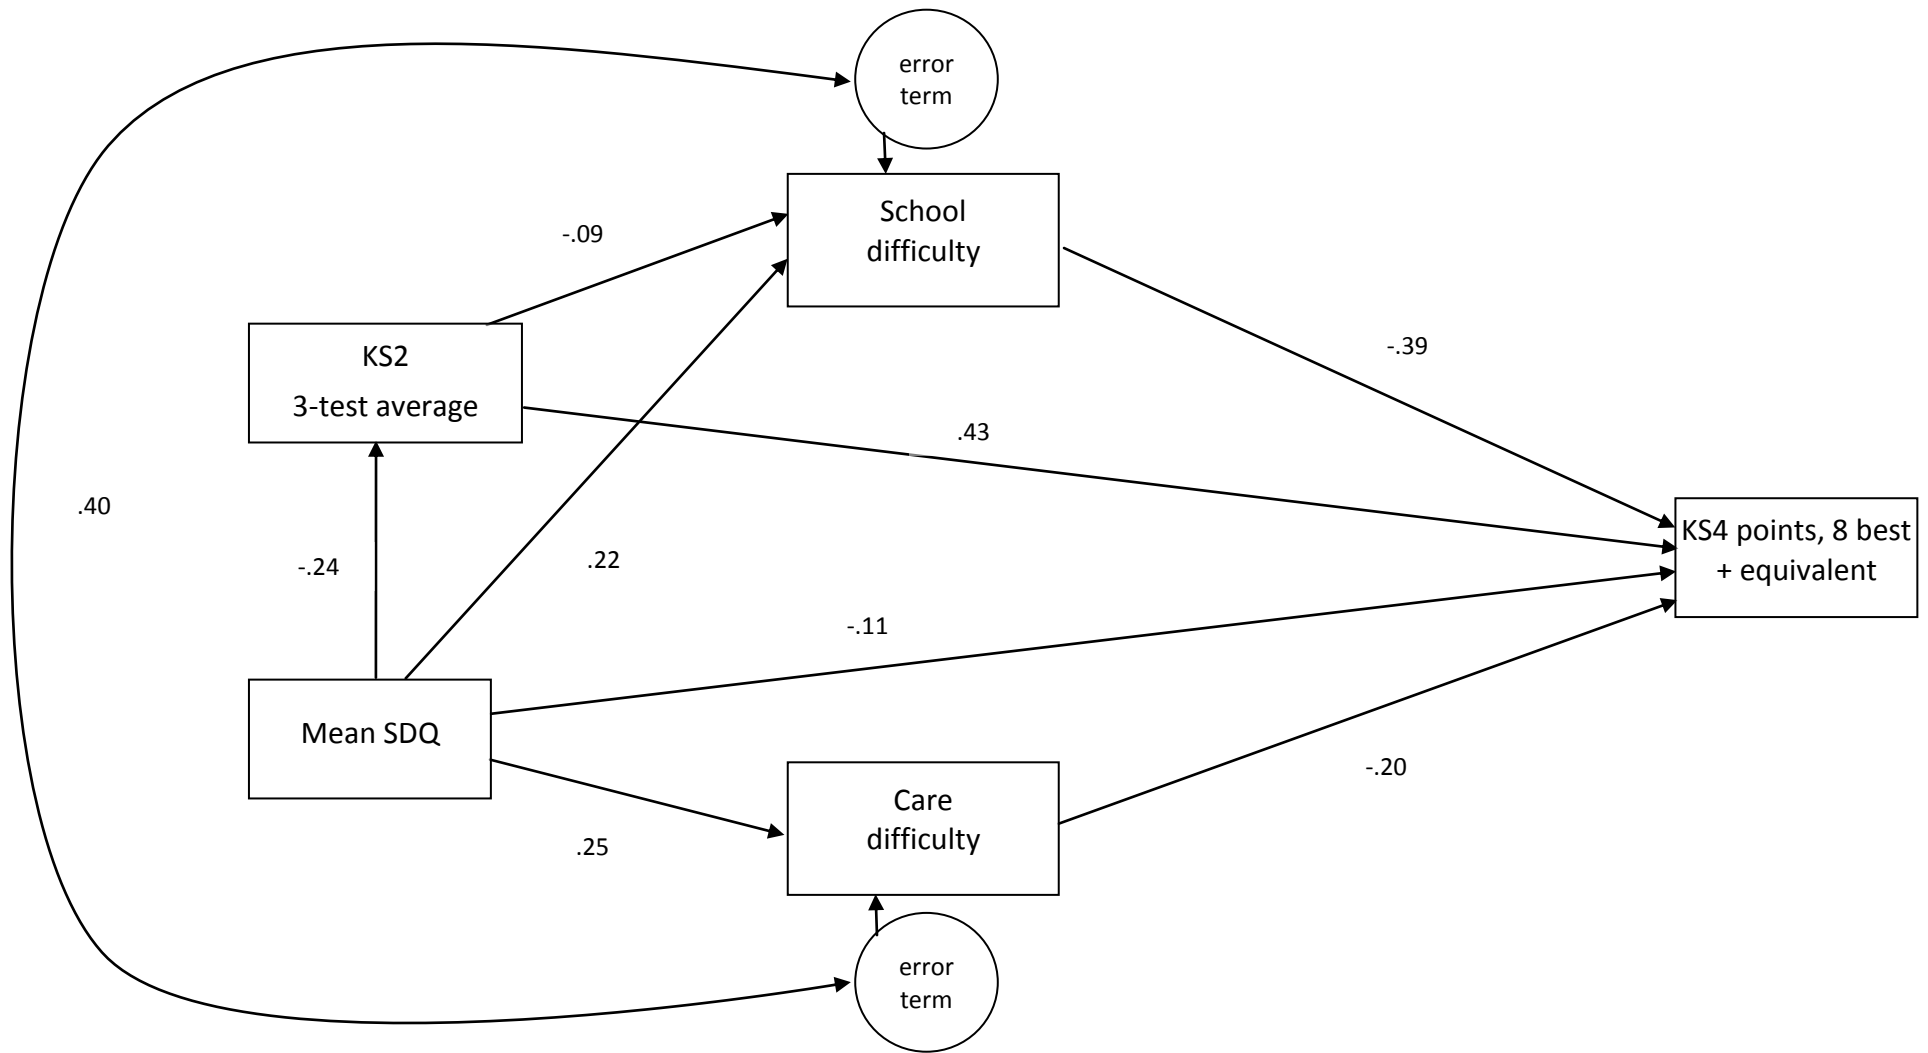 error
term
School
difficulty
-.09
KS2
3-test average
-.39
.43
.40
-.24
.22
KS4 points, 8 best
+ equivalent
-.11
Mean SDQ
-.20
Care
difficulty
.25
error
term